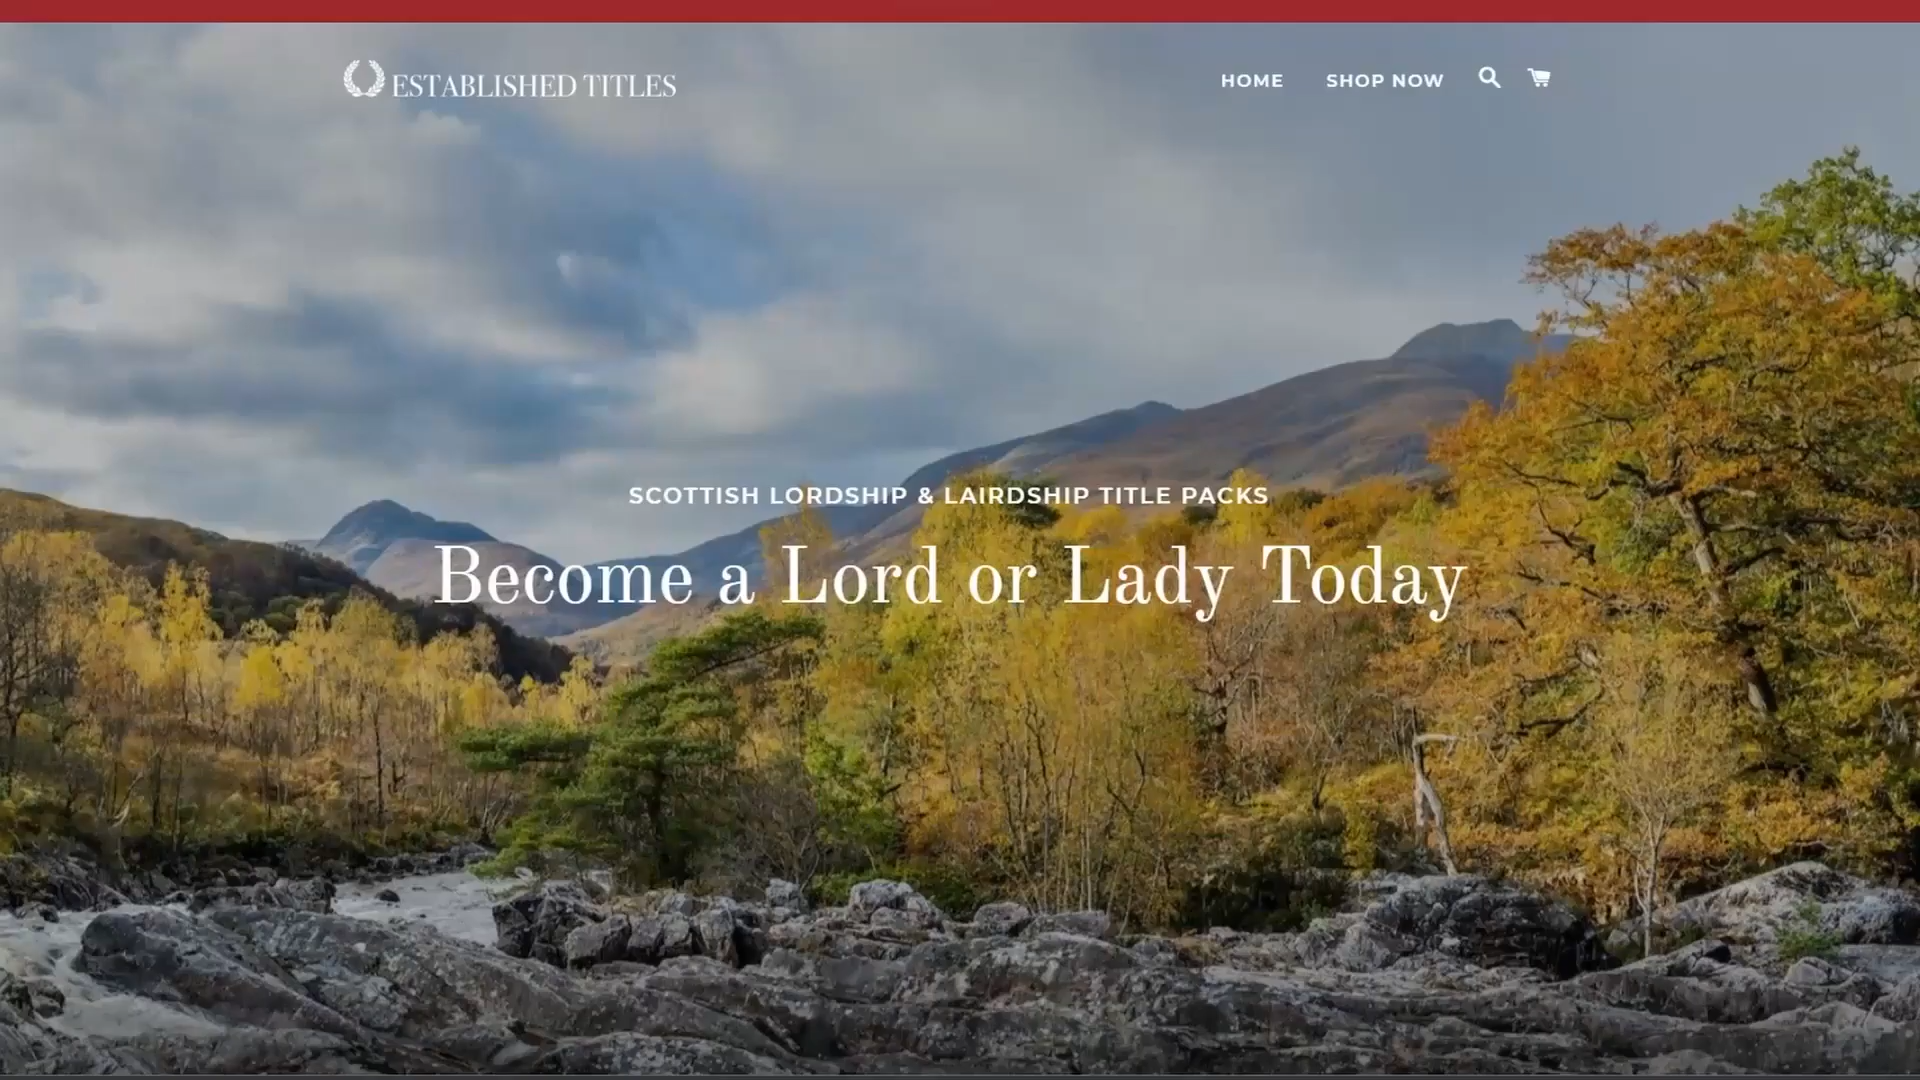 ESTABLISHED TITLES
HOME
SHOP NOW
SCOTTISH LORDSHIP & LAIRDSHIP TITLE PACKS
Become a Lord or Lady Today